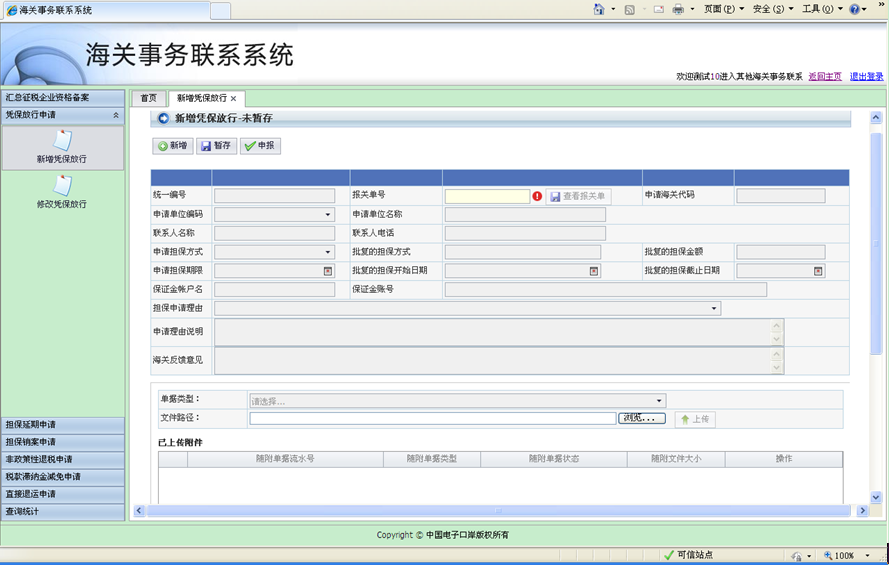 海关事务联系系统
页面(P) 安全(S) 工具(O)
海关事务联系系统
欢迎测试10进入其他海关事务联系 返回主页 退出登录
汇总征税企业资格备案
凭保放行申请
新增凭保放行
修改凭保放行
担保延期申请
担保销案申请
非政策性退税申请
税款滞纳金减免申请
直接退运申请
查询统计
首页 新增凭保放行 ×
新增凭保放行-未暂存
新增 暂存 申报
统一编号 报关单号 查看报关单 申请海关代码
申请单位编码 申请单位名称
联系人名称 联系人电话
申请担保方式 批复的担保方式 批复的担保金额
申请担保期限 批复的担保开始日期 批复的担保截止日期
保证金帐户名 保证金账号
担保申请理由
申请理由说明
海关反馈意见
单据类型： 请选择...
文件路径： 浏览... 上传
已上传附件
随附单据流水号 随附单据类型 随附单据状态 随附文件大小 操作
Copyright © 中国电子口岸版权所有
可信站点 100%